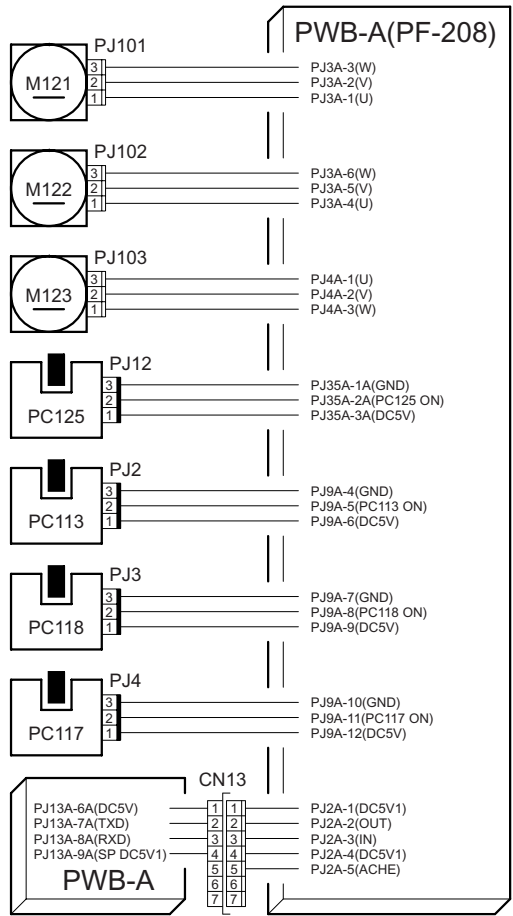 PWB-A(PF-208)
PJ101
M121
3 PJ3A-3(W)
2 PJ3A-2(V)
1 PJ3A-1(U)
PJ102
M122
3 PJ3A-6(W)
2 PJ3A-5(V)
1 PJ3A-4(U)
PJ103
M123
3 PJ4A-1(U)
2 PJ4A-2(V)
1 PJ4A-3(W)
PJ12
PC125
3 PJ35A-1A(GND)
2 PJ35A-2A(PC125 ON)
1 PJ35A-3A(DC5V)
PJ2
PC113
3 PJ9A-4(GND)
2 PJ9A-5(PC113 ON)
1 PJ9A-6(DC5V)
PJ3
PC118
3 PJ9A-7(GND)
2 PJ9A-8(PC118 ON)
1 PJ9A-9(DC5V)
PJ4
PC117
3 PJ9A-10(GND)
2 PJ9A-11(PC117 ON)
1 PJ9A-12(DC5V)
CN13
PJ13A-6A(DC5V) 1 1 PJ2A-1(DC5V1)
PJ13A-7A(TXD) 2 2 PJ2A-2(OUT)
PJ13A-8A(RXD) 3 3 PJ2A-3(IN)
PJ13A-9A(SP DC5V1) 4 4 PJ2A-4(DC5V1)
5 5 PJ2A-5(ACHE)
6 6
7 7
PWB-A